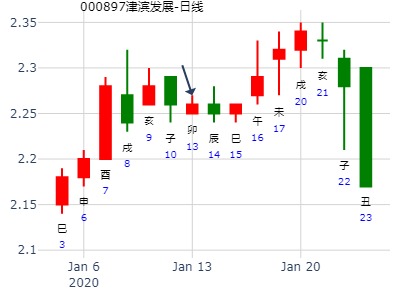 000897津滨发展-日线
2.35
2.3
2.25
2.2
2.15
2.1
巳
3
申
6
酉
7
戌
8
亥
9
子
10
卯
13
辰
14
巳
15
午
16
未
17
戌
20
亥
21
子
22
丑
23
Jan 6
2020
Jan 13
Jan 20